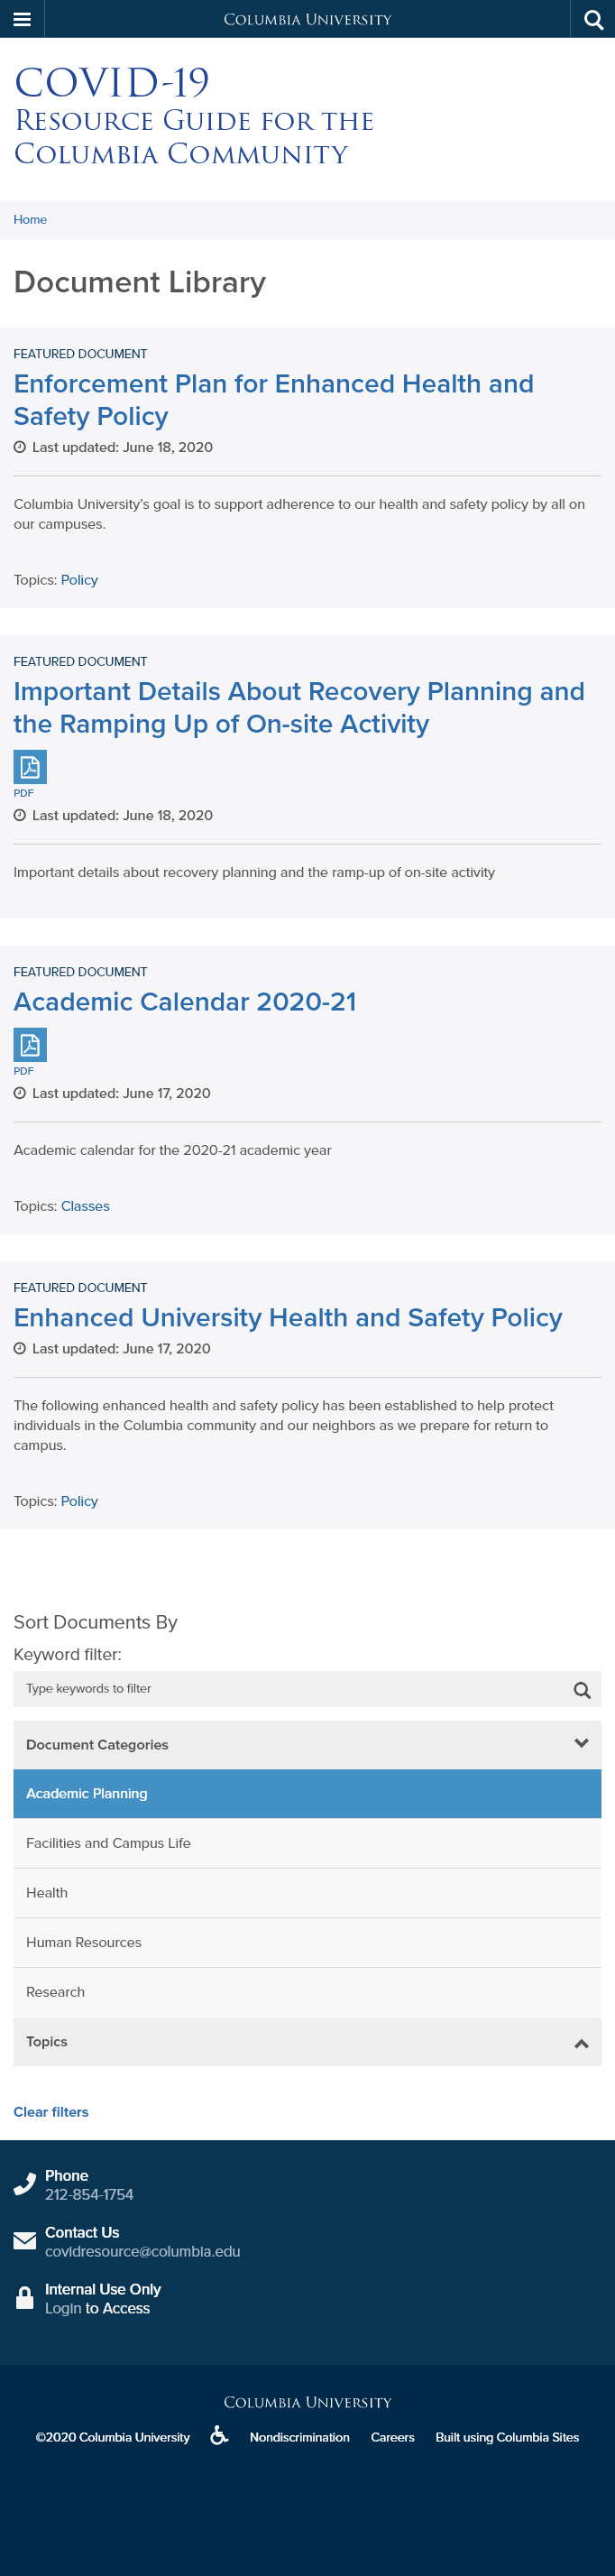 Columbia University
COVID-19
Resource Guide for the
Columbia Community
Home
Document Library
FEATURED DOCUMENT
Enforcement Plan for Enhanced Health and
Safety Policy
Last updated: June 18, 2020
Columbia University’s goal is to support adherence to our health and safety policy by all on
our campuses.
Topics: Policy
FEATURED DOCUMENT
Important Details About Recovery Planning and
the Ramping Up of On-site Activity
PDF
Last updated: June 18, 2020
Important details about recovery planning and the ramp-up of on-site activity
FEATURED DOCUMENT
Academic Calendar 2020-21
PDF
Last updated: June 17, 2020
Academic calendar for the 2020-21 academic year
Topics: Classes
FEATURED DOCUMENT
Enhanced University Health and Safety Policy
Last updated: June 17, 2020
The following enhanced health and safety policy has been established to help protect
individuals in the Columbia community and our neighbors as we prepare for return to
campus.
Topics: Policy
Sort Documents By
Keyword filter:
Type keywords to filter
Document Categories
Academic Planning
Facilities and Campus Life
Health
Human Resources
Research
Topics
Clear filters
Phone
212-854-1754
Contact Us
covidresource@columbia.edu
Internal Use Only
Login to Access
Columbia University
©2020 Columbia University Nondiscrimination Careers Built using Columbia Sites